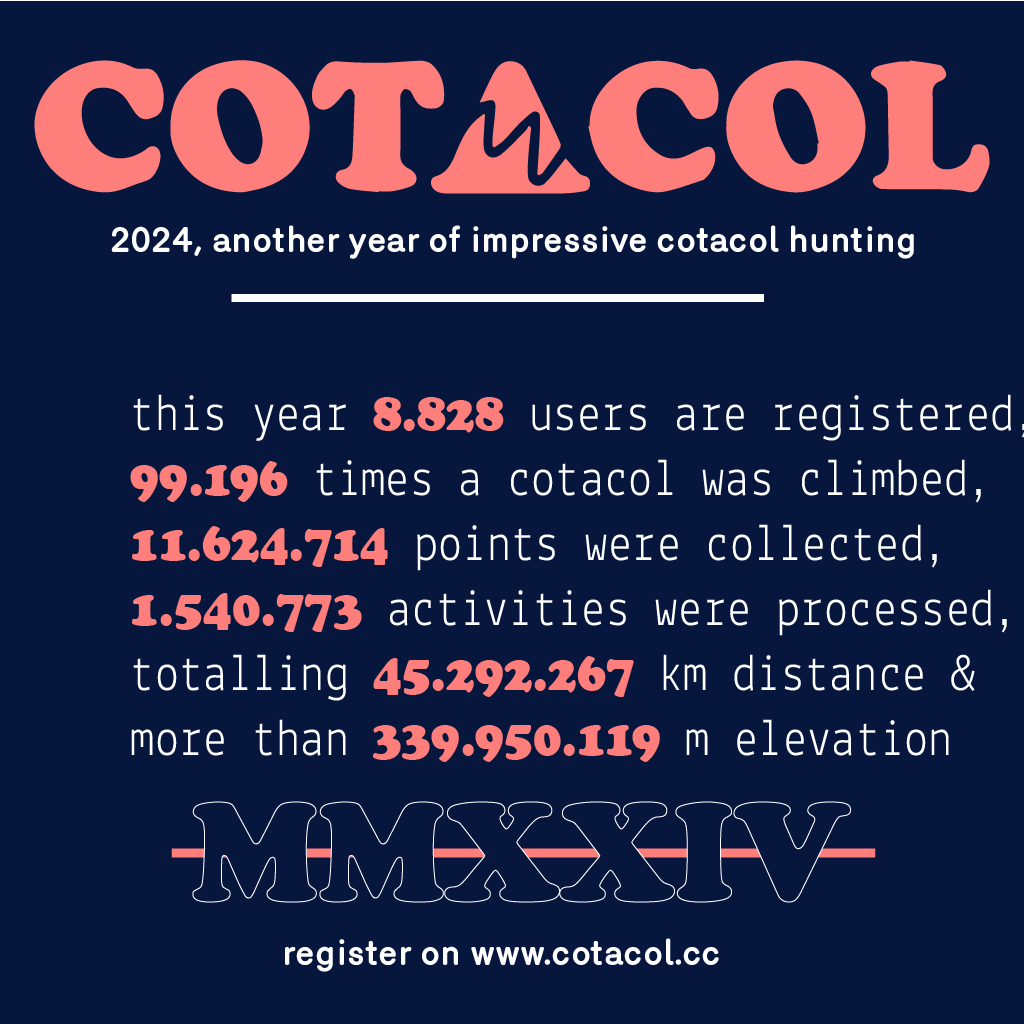 COTACOL
2024, another year of impressive cotacol hunting
this year 8.828 users are registered,
99.196 times a cotacol was climbed,
11.624.714 points were collected,
1.540.773 activities were processed,
totalling 45.292.267 km distance &
more than 339.950.119 m elevation
MMXXIV
register on www.cotacol.cc